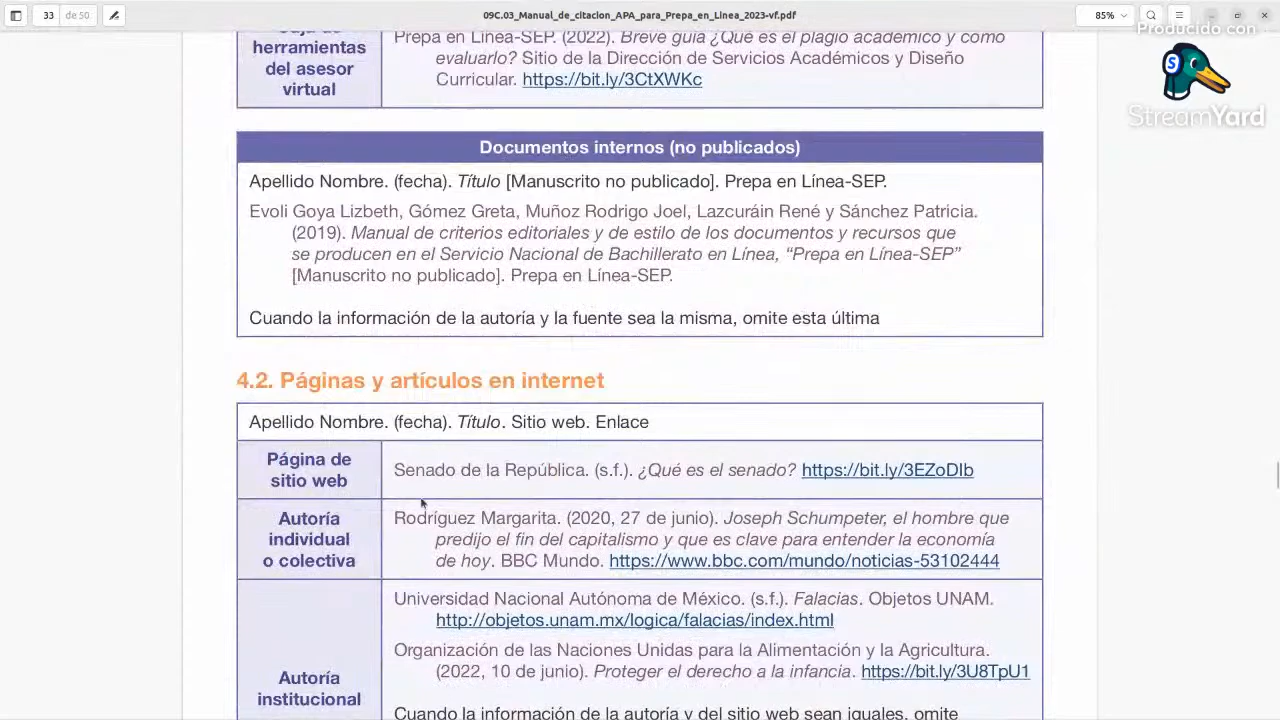 33 de 50
09C.03_Manual_de_citacion_APA_para_Prepa_en_Linea_2023-vf.pdf
85%
Producido con
StreamYard
herramientas
del asesor
virtual
Prepa en Línea-SEP. (2022). Breve guía ¿Qué es el plagio académico y cómo
evaluarlo? Sitio de la Dirección de Servicios Académicos y Diseño
Curricular. https://bit.ly/3CtXWKc
Documentos internos (no publicados)
Apellido Nombre. (fecha). Título [Manuscrito no publicado]. Prepa en Línea-SEP.
Evoli Goya Lizbeth, Gómez Greta, Muñoz Rodrigo Joel, Lazcuráin René y Sánchez Patricia.
(2019). Manual de criterios editoriales y de estilo de los documentos y recursos que
se producen en el Servicio Nacional de Bachillerato en Línea, “Prepa en Línea-SEP”
[Manuscrito no publicado]. Prepa en Línea-SEP.
Cuando la información de la autoría y la fuente sea la misma, omite esta última
4.2. Páginas y artículos en internet
Apellido Nombre. (fecha). Título. Sitio web. Enlace
Página de
sitio web
Senado de la República. (s.f.). ¿Qué es el senado? https://bit.ly/3EZoDIb
Autoría
individual
o colectiva
Rodríguez Margarita. (2020, 27 de junio). Joseph Schumpeter, el hombre que
predijo el fin del capitalismo y que es clave para entender la economía
de hoy. BBC Mundo. https://www.bbc.com/mundo/noticias-53102444
Autoría
institucional
Universidad Nacional Autónoma de México. (s.f.). Falacias. Objetos UNAM.
http://objetos.unam.mx/logica/falacias/index.html
Organización de las Naciones Unidas para la Alimentación y la Agricultura.
(2022, 10 de junio). Proteger el derecho a la infancia. https://bit.ly/3U8TpU1
Cuando la información de la autoría y del sitio web sean iguales, omite